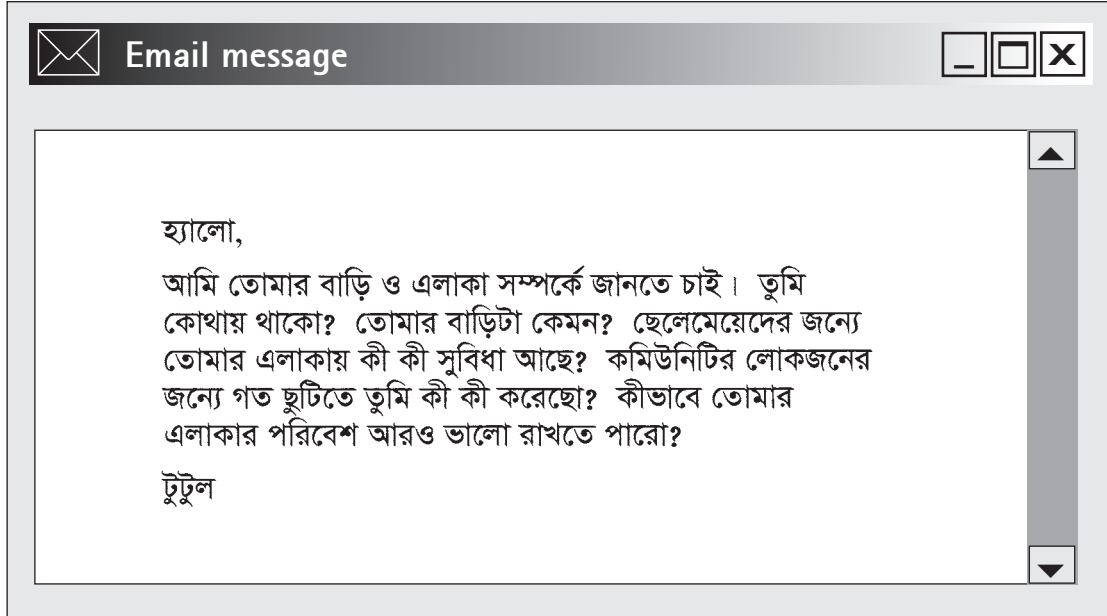 Email message
হ্যালো,
আমি তোমার বাড়ি ও এলাকা সম্পর্কে জানতে চাই। তুমি
কোথায় থাকো? তোমার বাড়িটা কেমন? ছেলেমেয়েদের জন্যে
তোমার এলাকায় কী কী সুবিধা আছে? কমিউনিটির লোকজনের
জন্যে গত ছুটিতে তুমি কী কী করেছো? কীভাবে তোমার
এলাকার পরিবেশ আরও ভালো রাখতে পারো?
টুটুল